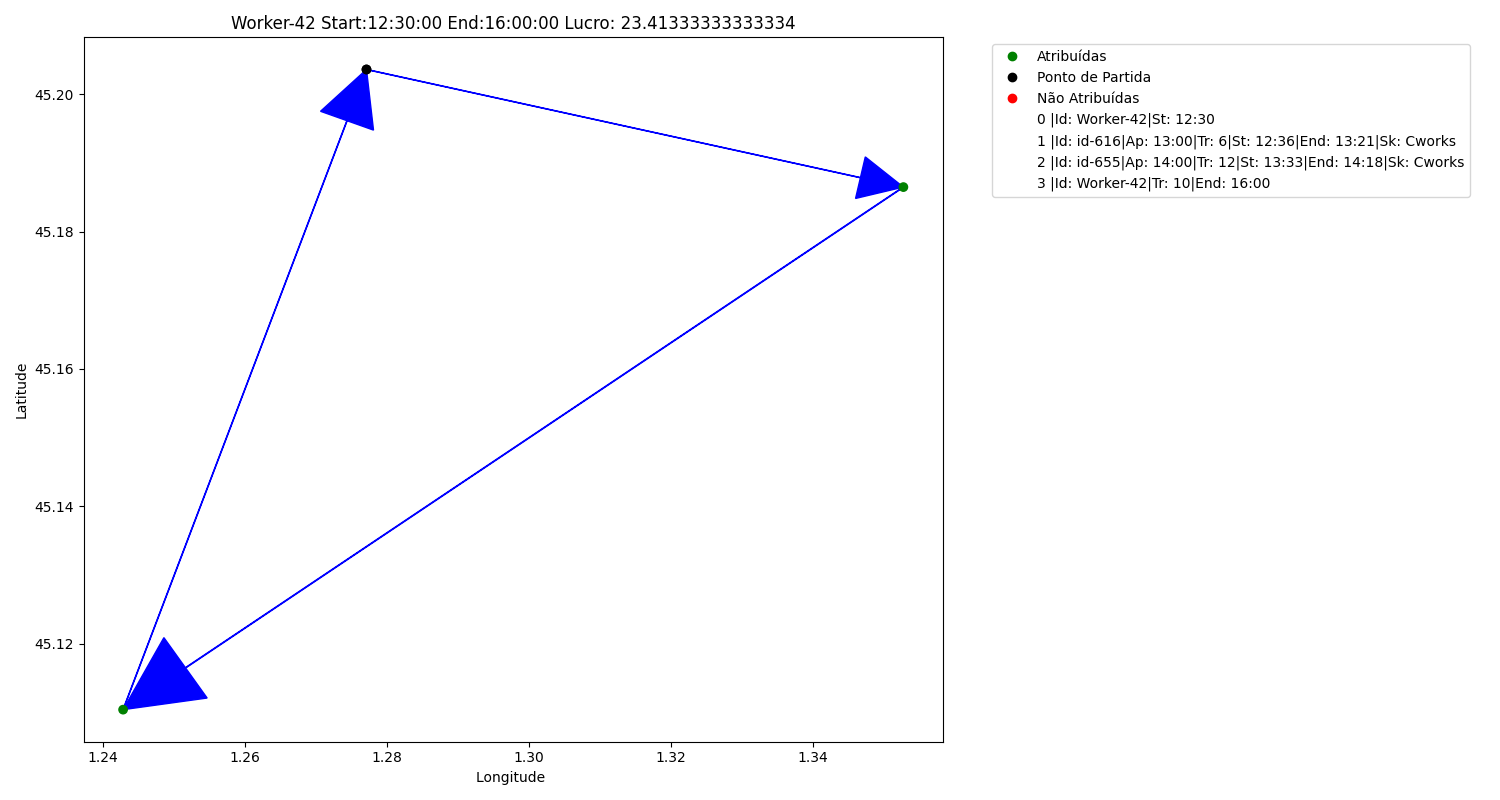 Worker-42 Start:12:30:00 End:16:00:00 Lucro: 23.41333333333334
Atribuídas
Ponto de Partida
Não Atribuídas
0 |Id: Worker-42|St: 12:30
1 |Id: id-616|Ap: 13:00|Tr: 6|St: 12:36|End: 13:21|Sk: Cworks
2 |Id: id-655|Ap: 14:00|Tr: 12|St: 13:33|End: 14:18|Sk: Cworks
3 |Id: Worker-42|Tr: 10|End: 16:00
45.20
45.18
45.16
45.14
45.12
Latitude
1.24 1.26 1.28 1.30 1.32 1.34
Longitude